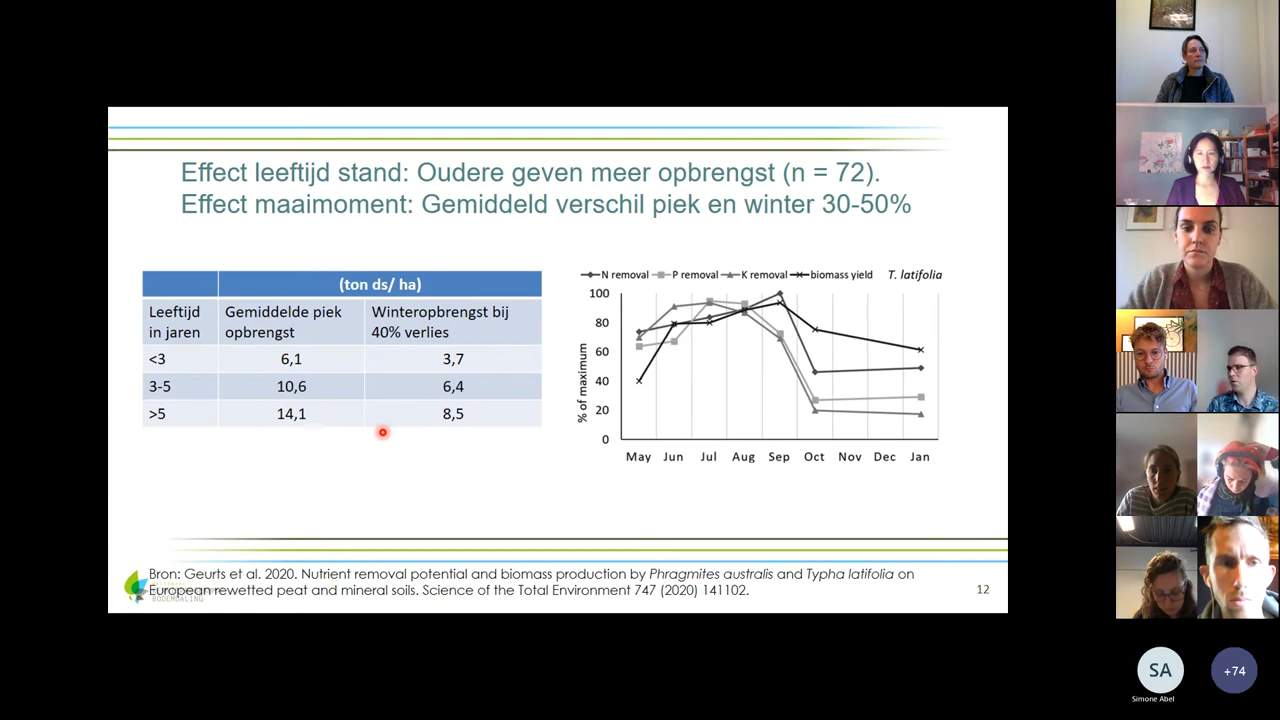 Effect leeftijd stand: Oudere geven meer opbrengst (n = 72).
Effect maaimoment: Gemiddeld verschil piek en winter 30-50%
(ton ds/ ha)
Leeftijd in jaren
Gemiddelde piek opbrengst
Winteropbrengst bij 40% verlies
<3 6,1 3,7
3-5 10,6 6,4
>5 14,1 8,5
N removal P removal K removal biomass yield T. latifolia
% of maximum
100
80
60
40
20
0
May Jun Jul Aug Sep Oct Nov Dec Jan
Bron: Geurts et al. 2020. Nutrient removal potential and biomass production by Phragmites australis and Typha latifolia on
European rewetted peat and mineral soils. Science of the Total Environment 747 (2020) 141102.
BODEMDALING
12
SA
+74
Simone Abel